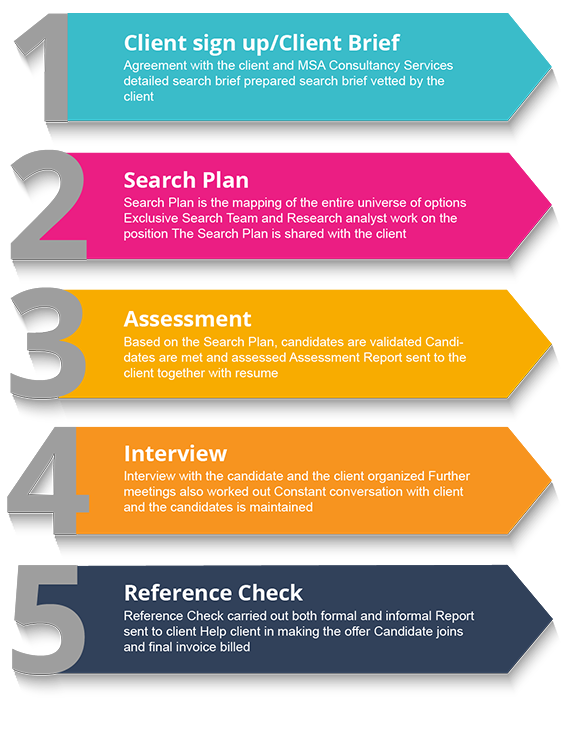 1
Client sign up/Client Brief
Agreement with the client and MSA Consultancy Services
detailed search brief prepared search brief vetted by the
client
2
Search Plan
Search Plan is the mapping of the entire universe of options
Exclusive Search Team and Research analyst work on the
position The Search Plan is shared with the client
3
Assessment
Based on the Search Plan, candidates are validated Candi-
dates are met and assessed Assessment Report sent to the
client together with resume
4
Interview
Interview with the candidate and the client organized Further
meetings also worked out Constant conversation with client
and the candidates is maintained
5
Reference Check
Reference Check carried out both formal and informal Report
sent to client Help client in making the offer Candidate joins
and final invoice billed